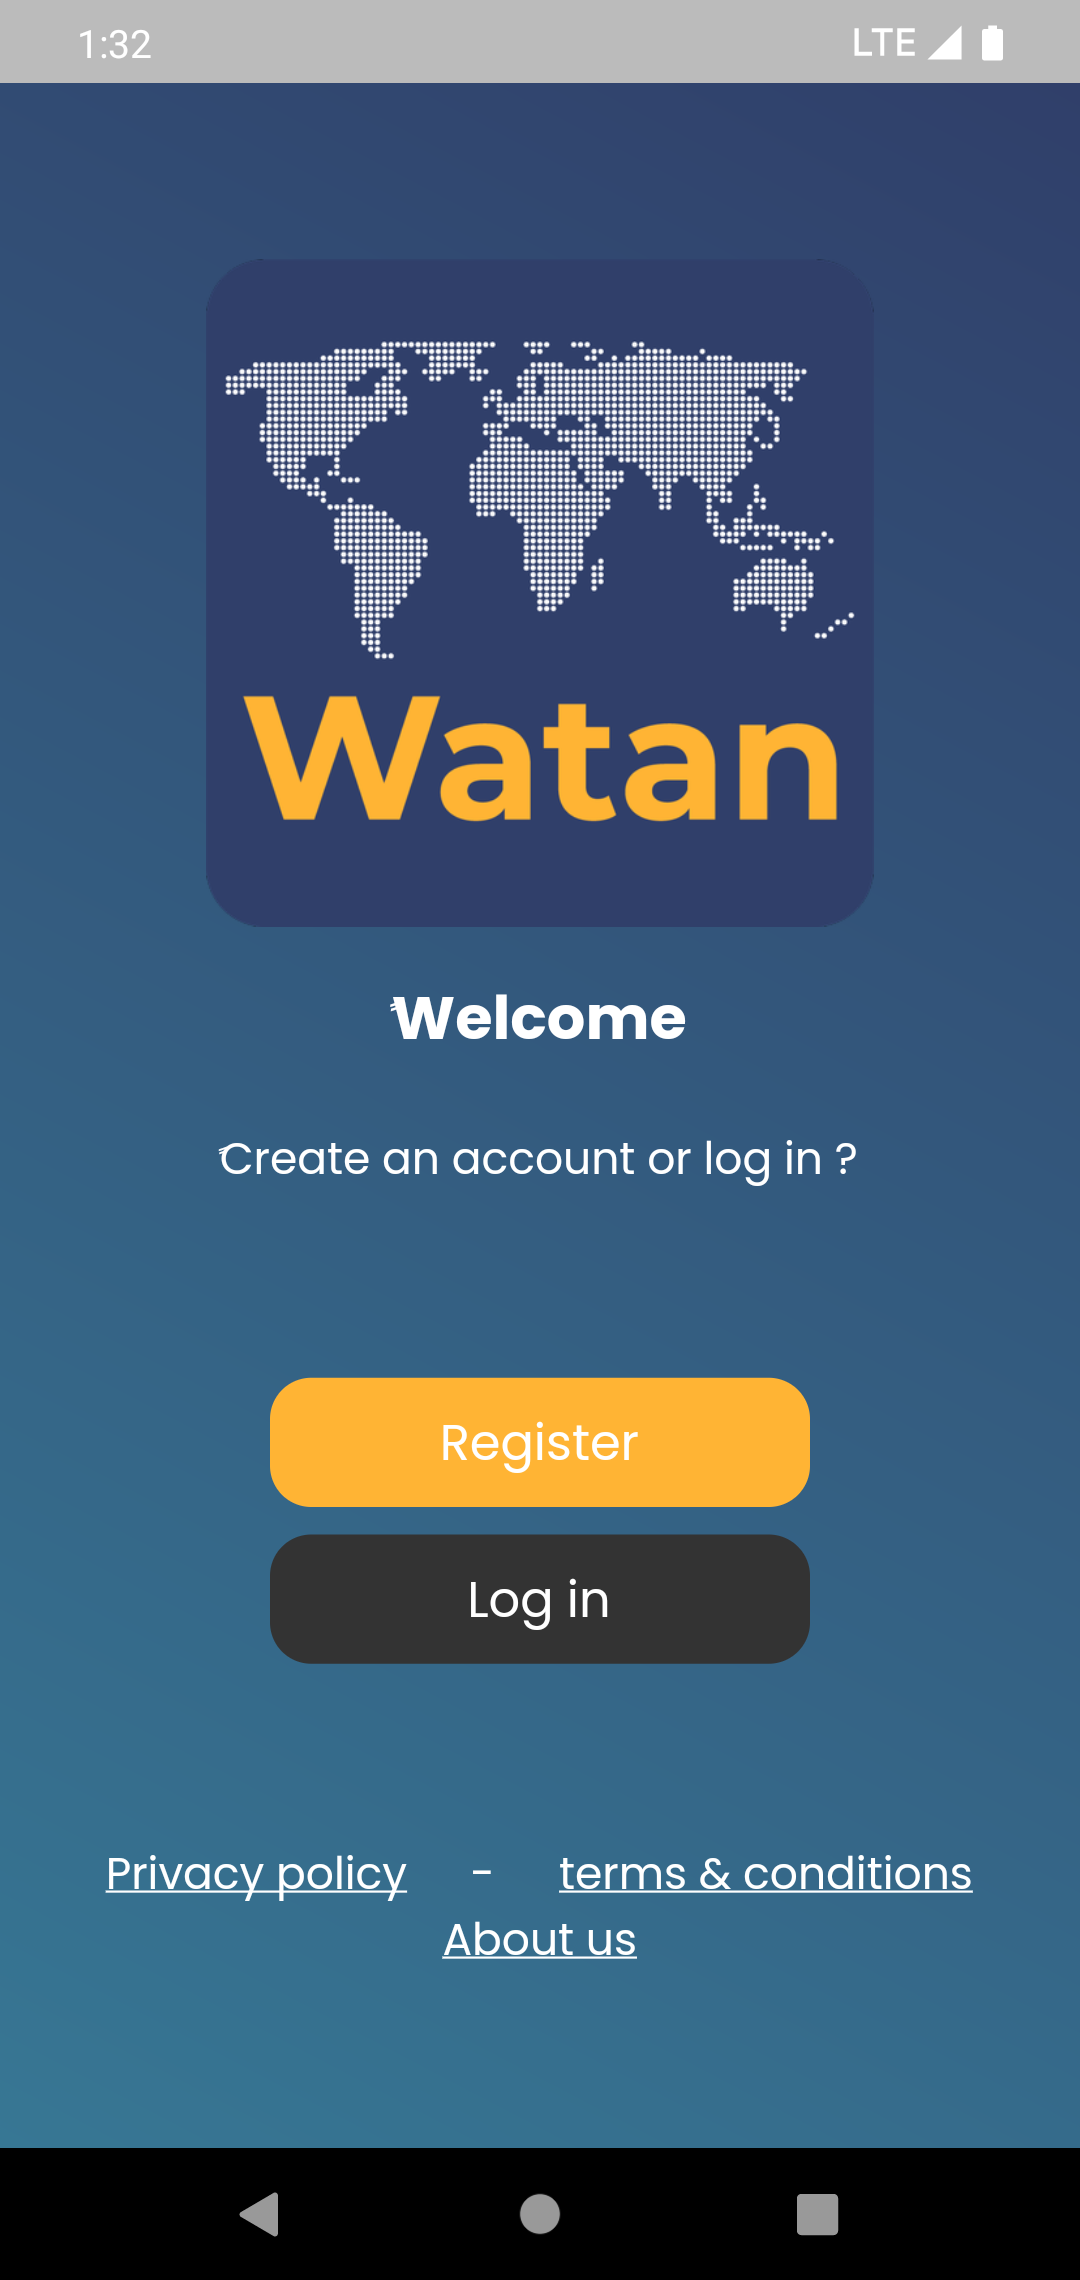 1:32 LTE
Watan
Welcome
Create an account or log in ?
Register
Log in
Privacy policy - terms & conditions
About us